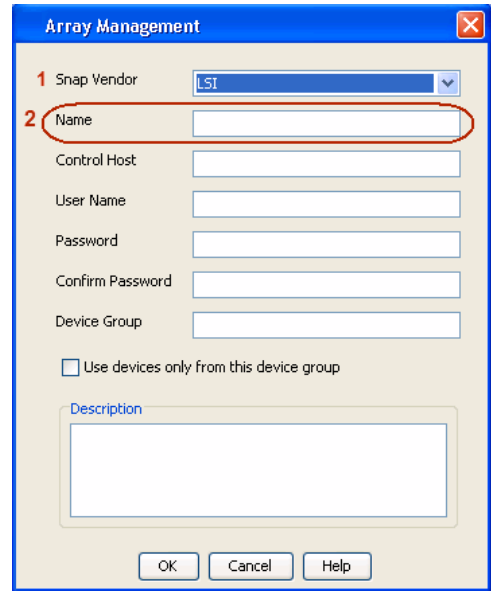 Array Management
1 Snap Vendor LSI
2 Name
Control Host
User Name
Password
Confirm Password
Device Group
Use devices only from this device group
Description
OK Cancel Help